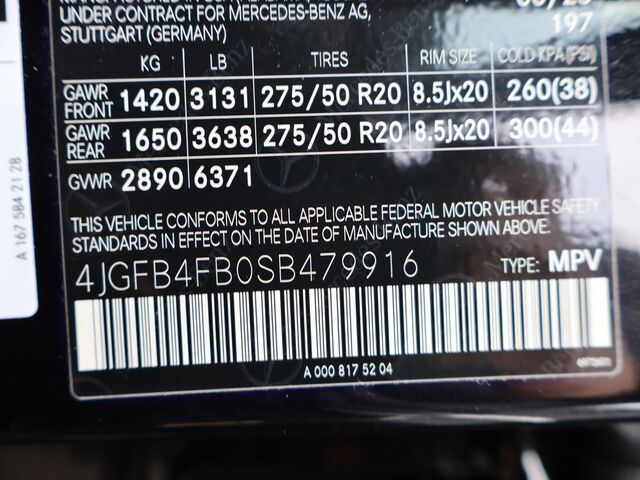 UNDER CONTRACT FOR MERCEDES-BENZ AG,
197
STUTTGART (GERMANY)
KG LB TIRES RIM SIZE COLD KPA(PSI)
GAWR FRONT 1420 3131 275/50 R20 8.5Jx20 260(38)
GAWR REAR 1650 3638 275/50 R20 8.5Jx20 300(44)
GVWR 2890 6371
THIS VEHICLE CONFORMS TO ALL APPLICABLE FEDERAL MOTOR VEHICLE SAFETY
STANDARDS IN EFFECT ON THE DATE OF MANUFACTURE SHOWN ABOVE.
4JGFB4FB0SB479916 TYPE: MPV
A 000 817 52 04
A 167 584 21 28